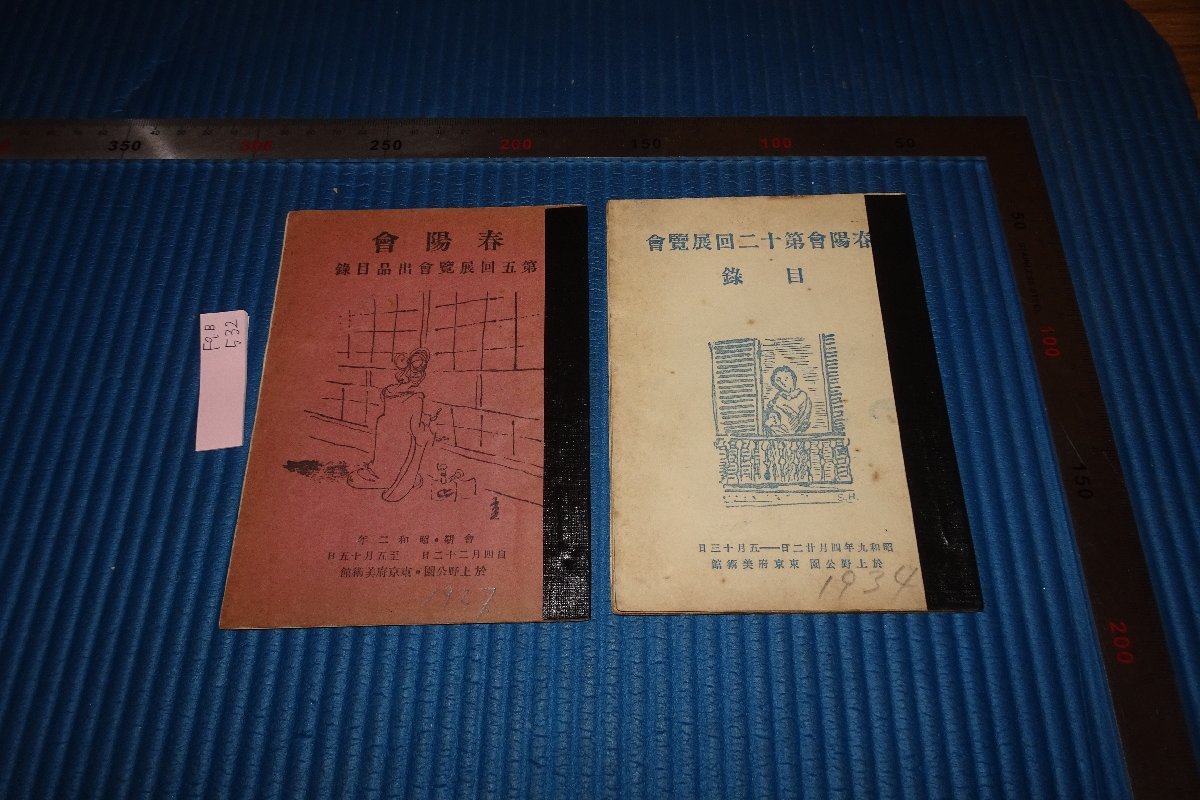 350
300
250
200
150
100
50
50
100
150
200
FqB
532
會陽春
錄目品出會覽展回五第
年二和昭・期會
日五十月五至 日二十二月四自
館術美府京東・園公野上於
1927
會覽展回二十第會陽春
錄目
S.H.
日三十月五——日二廿月四年九和昭
館術美府京東 園公野上於
1934